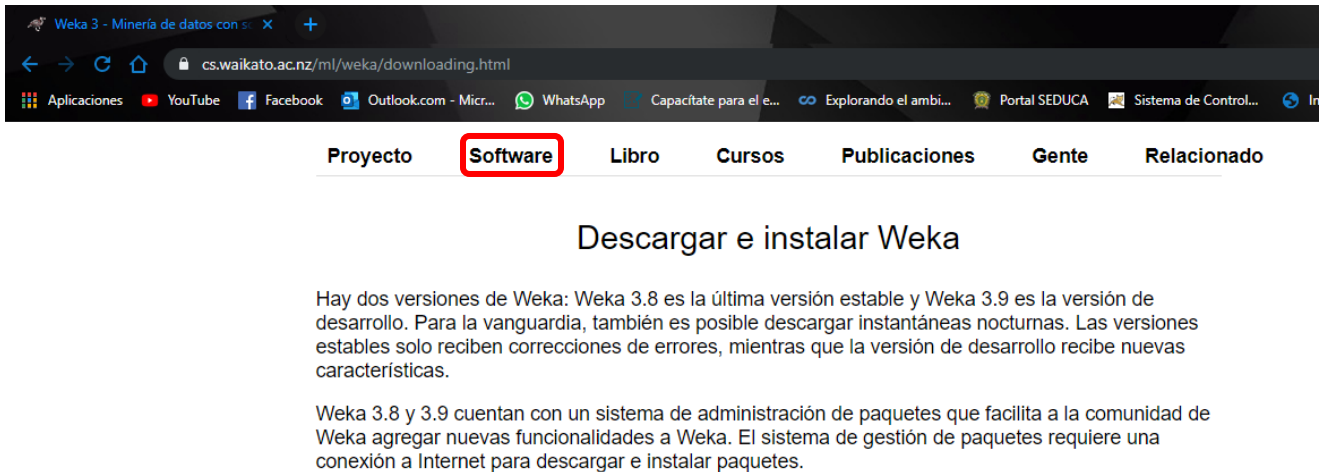 Weka 3 - Minería de datos con s
cs.waikato.ac.nz/ml/weka/downloading.html
Aplicaciones YouTube Facebook Outlook.com - Micr... WhatsApp Capacítate para el e... Explorando el ambi... Portal SEDUCA Sistema de Control... In
Proyecto Software Libro Cursos Publicaciones Gente Relacionado
Descargar e instalar Weka
Hay dos versiones de Weka: Weka 3.8 es la última versión estable y Weka 3.9 es la versión de
desarrollo. Para la vanguardia, también es posible descargar instantáneas nocturnas. Las versiones
estables solo reciben correcciones de errores, mientras que la versión de desarrollo recibe nuevas
características.
Weka 3.8 y 3.9 cuentan con un sistema de administración de paquetes que facilita a la comunidad de
Weka agregar nuevas funcionalidades a Weka. El sistema de gestión de paquetes requiere una
conexión a Internet para descargar e instalar paquetes.